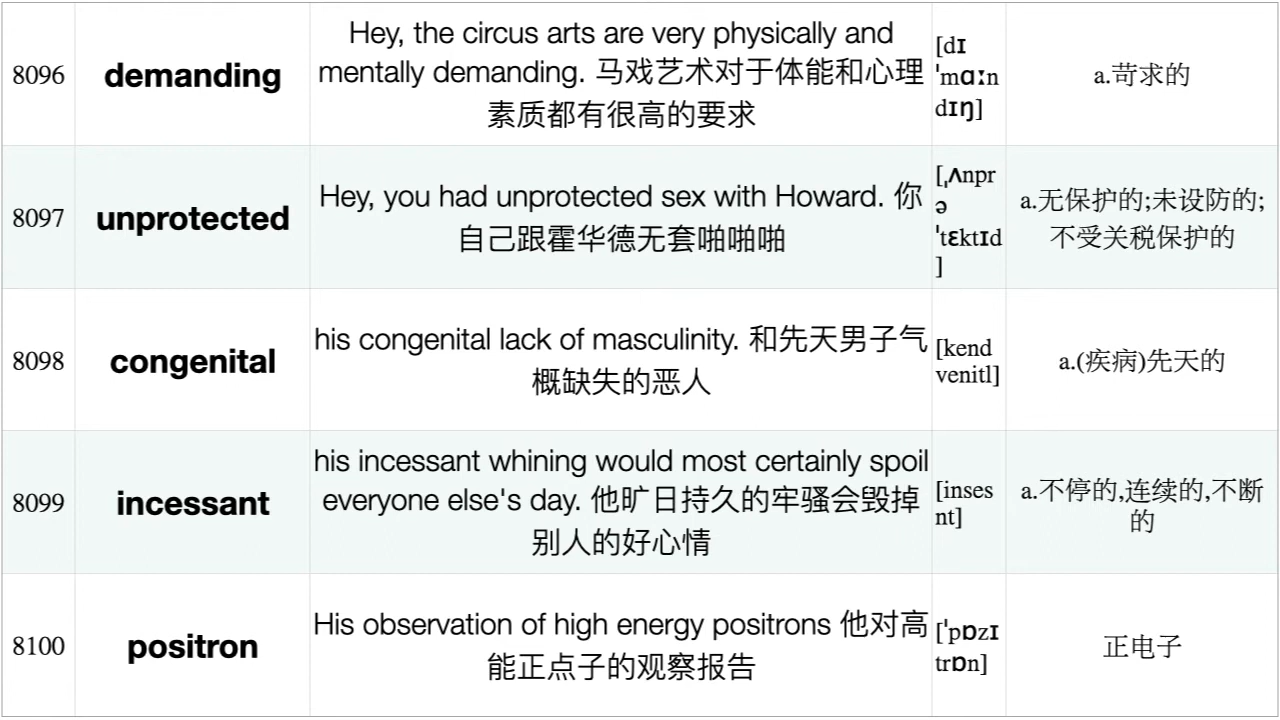 8096
demanding
Hey, the circus arts are very physically and
mentally demanding. 马戏艺术对于体能和心理
素质都有很高的要求
[dɪ
ˈmɑːn
dɪŋ]
a.苛求的
8097
unprotected
Hey, you had unprotected sex with Howard. 你
自己跟霍华德无套啪啪啪
[ˌʌnpr
ə
ˈtɛktɪd
]
a.无保护的;未设防的;
不受关税保护的
8098
congenital
his congenital lack of masculinity. 和先天男子气
概缺失的恶人
[kend
venitl]
a.(疾病)先天的
8099
incessant
his incessant whining would most certainly spoil
everyone else's day. 他旷日持久的牢骚会毁掉
别人的好心情
[inses
nt]
a.不停的,连续的,不断
的
8100
positron
His observation of high energy positrons 他对高
能正点子的观察报告
[ˈpɒzɪ
trɒn]
正电子